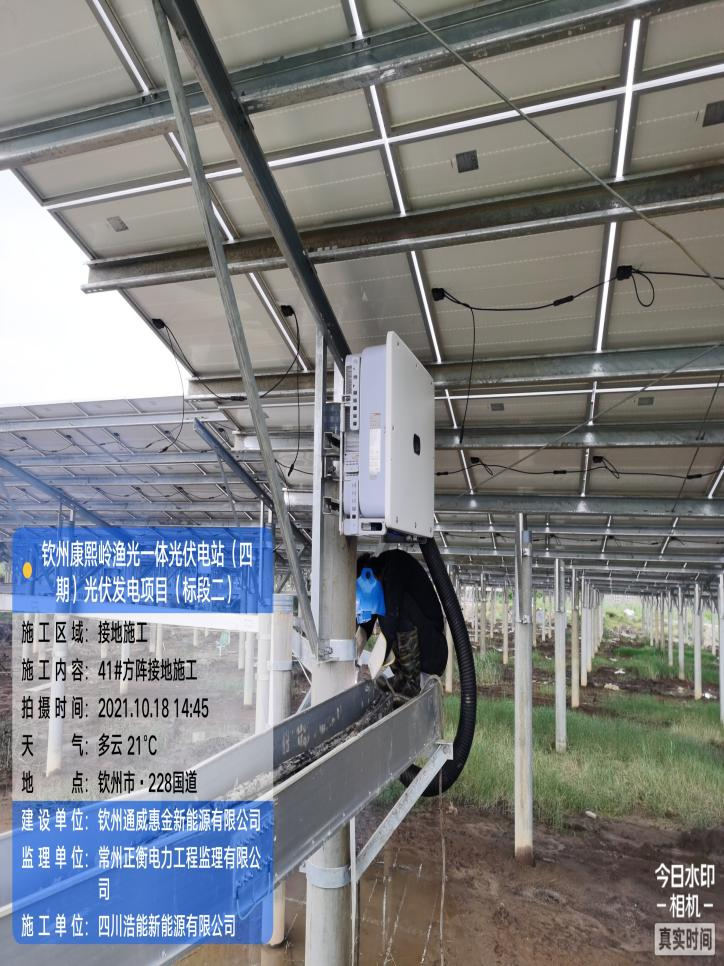 钦州康熙岭渔光一体光伏电站（四
期）光伏发电项目（标段二）
施工区域：接地施工
施工内容：41#方阵接地施工
拍摄时间：2021.10.18 14:45
天气：多云 21℃
地点：钦州市·228国道
建设单位：钦州通威惠金新能源有限公司
监理单位：常州正衡电力工程监理有限公
司
施工单位：四川浩能新能源有限公司
今日水印
-相机-
真实时间